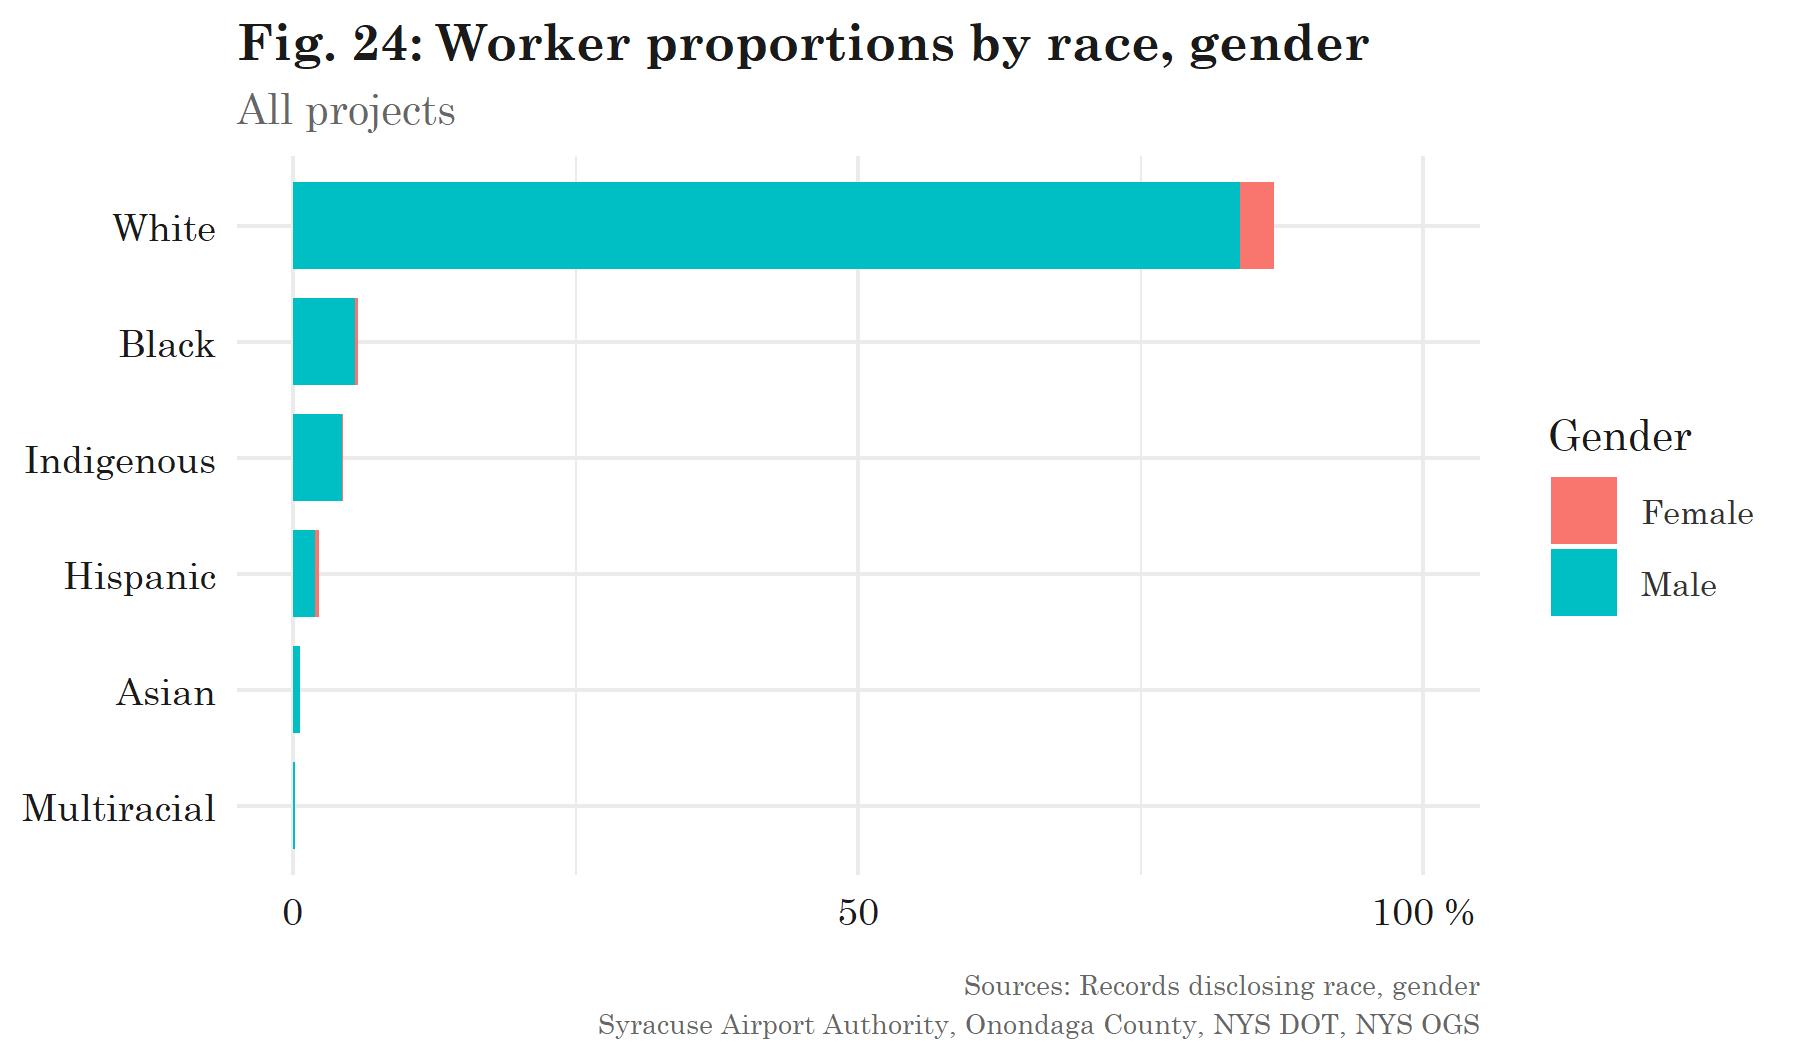 Fig. 24: Worker proportions by race, gender
All projects
White
Black
Indigenous
Hispanic
Asian
Multiracial
0 50 100 %
Gender
Female
Male
Sources: Records disclosing race, gender
Syracuse Airport Authority, Onondaga County, NYS DOT, NYS OGS